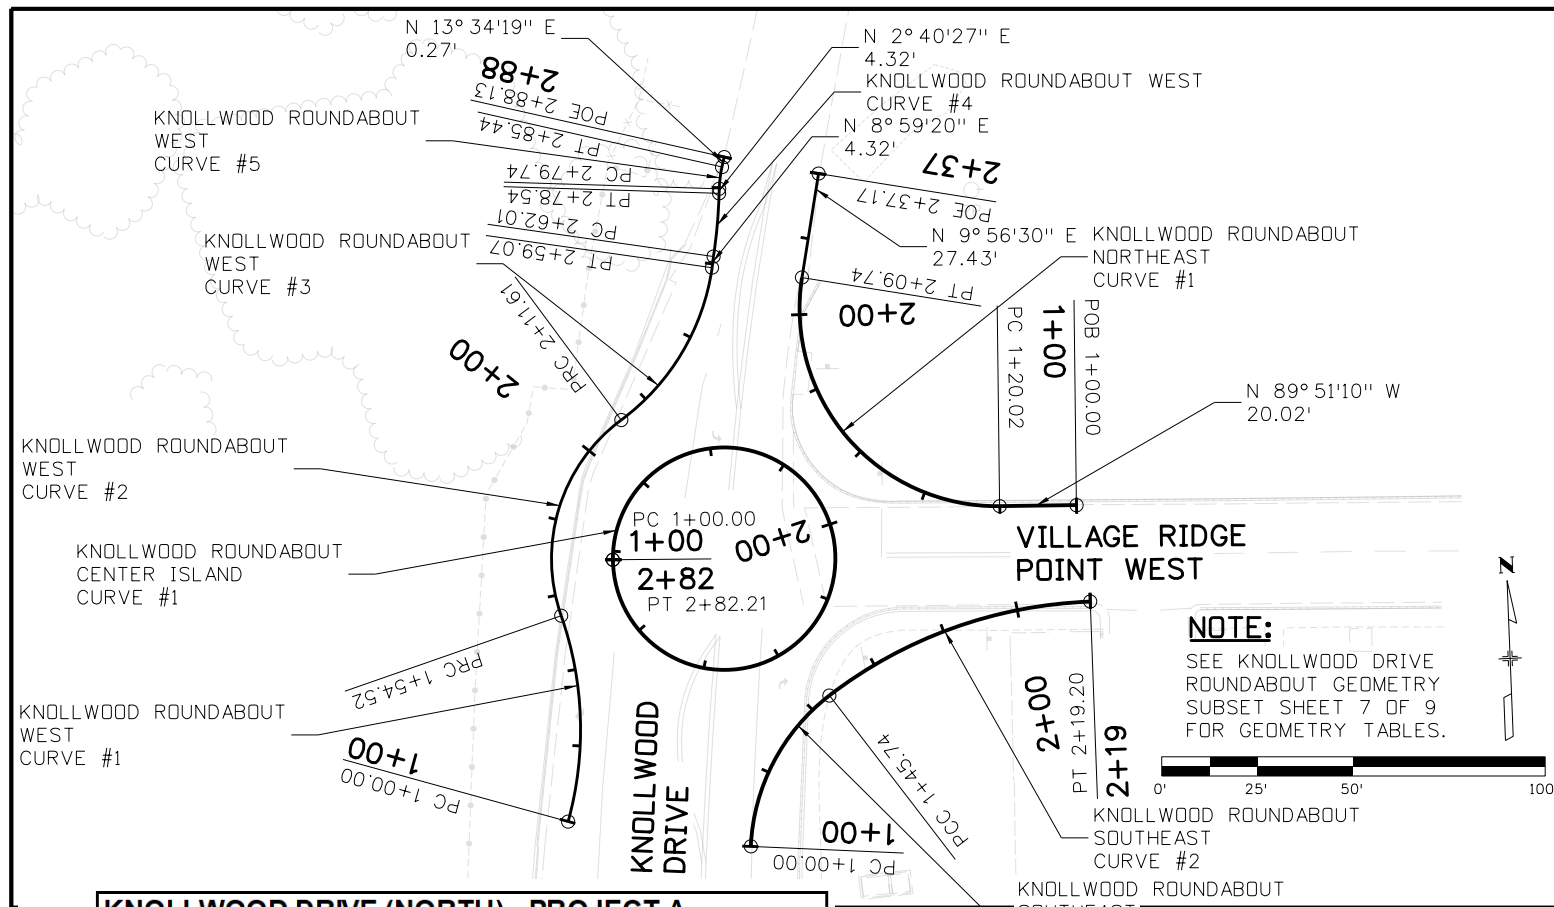 N 13°34'19" E
0.27'
2+88
POE 2+88.13
PT 2+85.44
PC 2+79.74
PT 2+78.54
PC 2+62.01
PT 2+59.07
PRC 2+11.61
2+00
KNOLLWOOD ROUNDABOUT
WEST
CURVE #5
KNOLLWOOD ROUNDABOUT
WEST
CURVE #3
N 2°40'27" E
4.32'
KNOLLWOOD ROUNDABOUT WEST
CURVE #4
N 8°59'20" E
4.32'
2+37
POE 2+37.17
N 9°56'30" E
27.43'
KNOLLWOOD ROUNDABOUT
NORTHEAST
CURVE #1
PT 2+09.74
2+00
PC 1+20.02
1+00
POB 1+00.00
N 89°51'10" W
20.02'
KNOLLWOOD ROUNDABOUT
WEST
CURVE #2
KNOLLWOOD ROUNDABOUT
CENTER ISLAND
CURVE #1
PC 1+00.00
1+00
2+82
PT 2+82.21
2+00
VILLAGE RIDGE
POINT WEST
N
NOTE:
SEE KNOLLWOOD DRIVE
ROUNDABOUT GEOMETRY
SUBSET SHEET 7 OF 9
FOR GEOMETRY TABLES.
0'
25'
50'
100
PRC 1+54.52
KNOLLWOOD ROUNDABOUT
WEST
CURVE #1
1+00
PC 1+00.00
KNOLLWOOD
DRIVE
PCC 1+45.74
1+00
PC 1+00.00
2+00
PT 2+19.20
2+19
KNOLLWOOD ROUNDABOUT
SOUTHEAST
CURVE #2
KNOLLWOOD ROUNDABOUT
SOUTHEAST
KNOLLWOOD DRIVE (NORTH) - PROJECT A